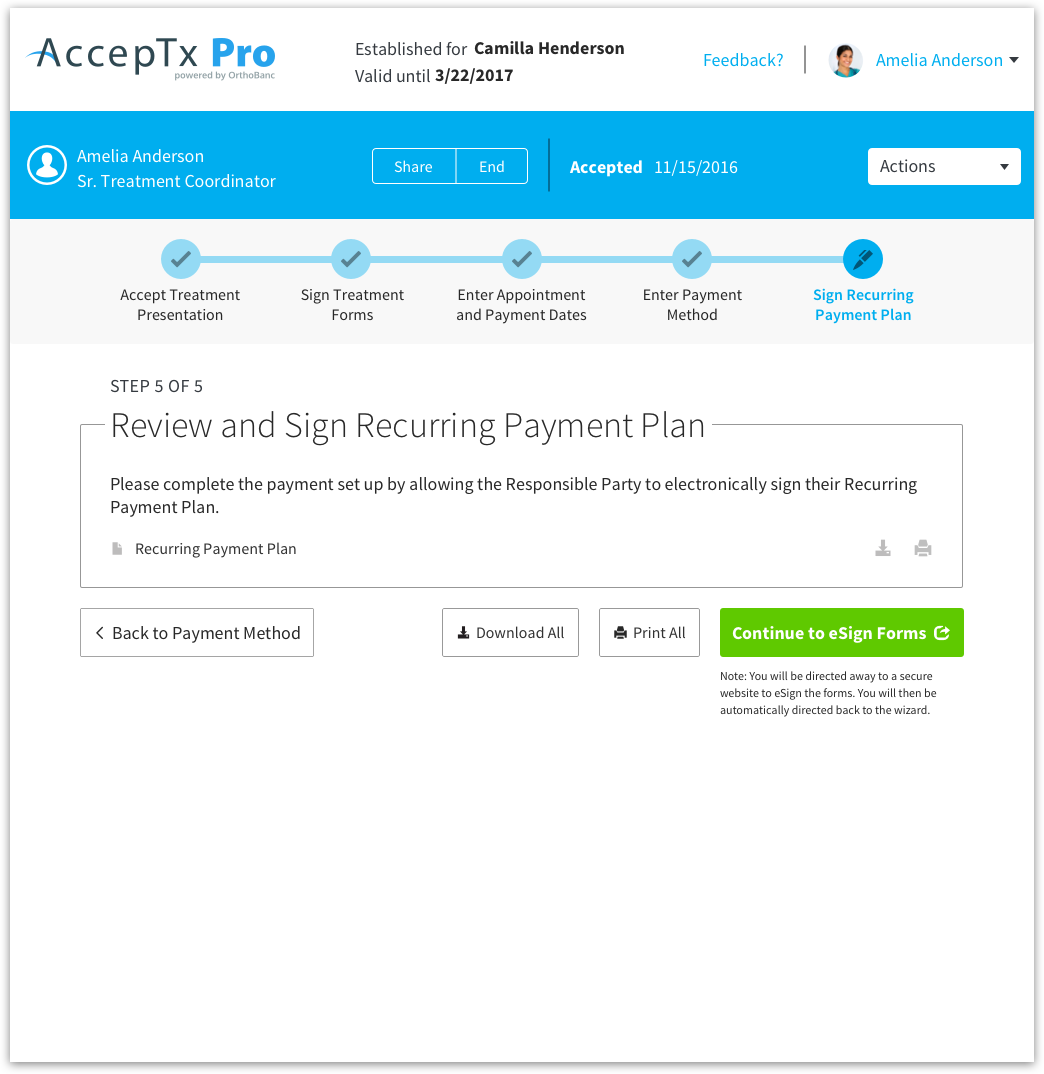 AccepTx Pro
powered by OrthoBanc
Established for Camilla Henderson
Valid until 3/22/2017
Feedback?
Amelia Anderson
Amelia Anderson
Sr. Treatment Coordinator
Share
End
Accepted 11/15/2016
Actions
Accept Treatment
Presentation
Sign Treatment
Forms
Enter Appointment
and Payment Dates
Enter Payment
Method
Sign Recurring
Payment Plan
STEP 5 OF 5
Review and Sign Recurring Payment Plan
Please complete the payment set up by allowing the Responsible Party to electronically sign their Recurring
Payment Plan.
Recurring Payment Plan
Back to Payment Method
Download All
Print All
Continue to eSign Forms
Note: You will be directed away to a secure
website to eSign the forms. You will then be
automatically directed back to the wizard.